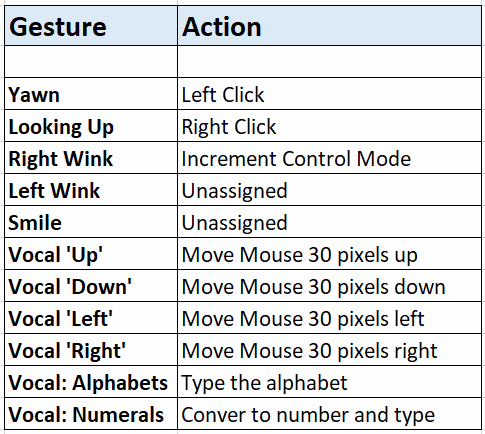 Gesture Action
Yawn Left Click
Looking Up Right Click
Right Wink Increment Control Mode
Left Wink Unassigned
Smile Unassigned
Vocal 'Up' Move Mouse 30 pixels up
Vocal 'Down' Move Mouse 30 pixels down
Vocal 'Left' Move Mouse 30 pixels left
Vocal 'Right' Move Mouse 30 pixels right
Vocal: Alphabets Type the alphabet
Vocal: Numerals Conver to number and type